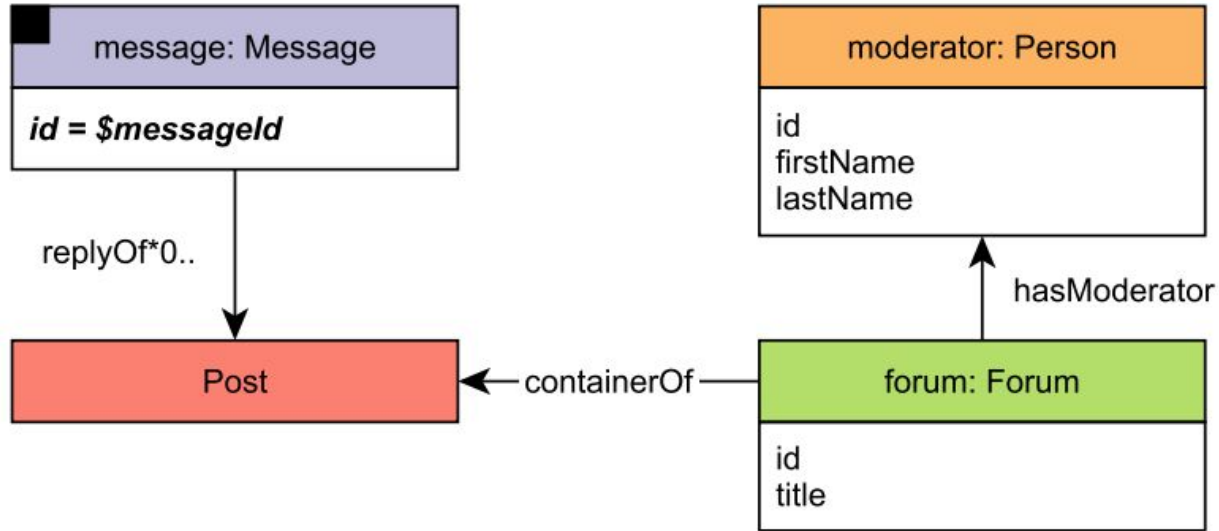 message: Message
id = $messageId
replyOf*0..
Post
containerOf
moderator: Person
id
firstName
lastName
hasModerator
forum: Forum
id
title